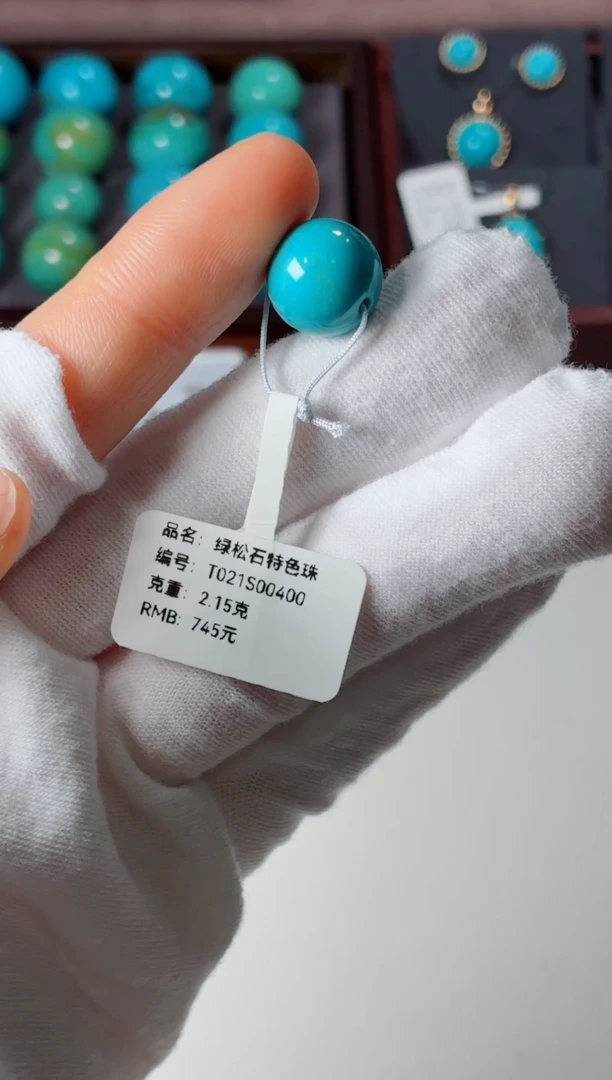 品名: 绿松石特色珠
编号: T021S00400
克重: 2.15克
RMB: 745元